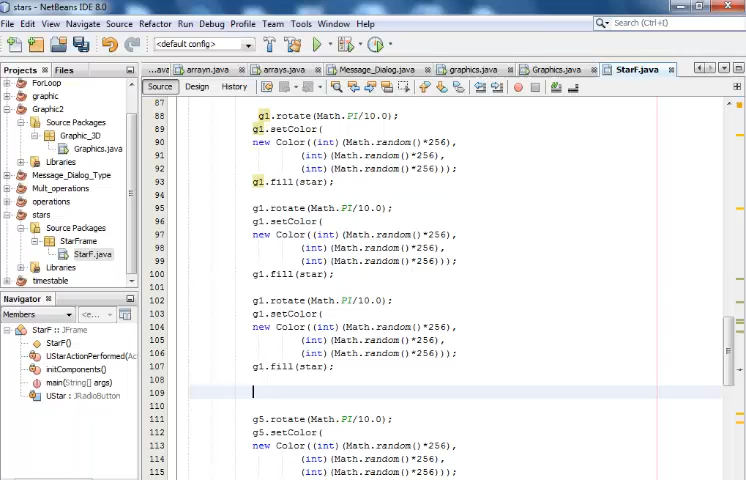 stars - NetBeans IDE 8.0
File Edit View Navigate Source Refactor Run Debug Profile Team Tools Window Help
Search (Ctrl+I)
<default config>
Projects Files
...ava arrayn.java arrays.java Message_Dialog.java graphics.java Graphics.java StarF.java
Source Design History
ForLoop
graphic
Graphic2
Source Packages
Graphic_3D
Graphics.java
Libraries
Message_Dialog_Type
Mult_operations
operations
stars
Source Packages
StarFrame
StarF.java
Libraries
timestable
Navigator
Members <e...
StarF :: JFrame
StarF()
UStarActionPerformed(Ac
initComponents()
main(String[] args)
UStar : JRadioButton
87
88 g1.rotate(Math.PI/10.0);
89 g1.setColor(
90 new Color((int)(Math.random()*256),
91 (int)(Math.random()*256),
92 (int)(Math.random()*256)));
93 g1.fill(star);
94
95 g1.rotate(Math.PI/10.0);
96 g1.setColor(
97 new Color((int)(Math.random()*256),
98 (int)(Math.random()*256),
99 (int)(Math.random()*256)));
100 g1.fill(star);
101
102 g1.rotate(Math.PI/10.0);
103 g1.setColor(
104 new Color((int)(Math.random()*256),
105 (int)(Math.random()*256),
106 (int)(Math.random()*256)));
107 g1.fill(star);
108
109
110
111 g5.rotate(Math.PI/10.0);
112 g5.setColor(
113 new Color((int)(Math.random()*256),
114 (int)(Math.random()*256),
115 (int)(Math.random()*256)));